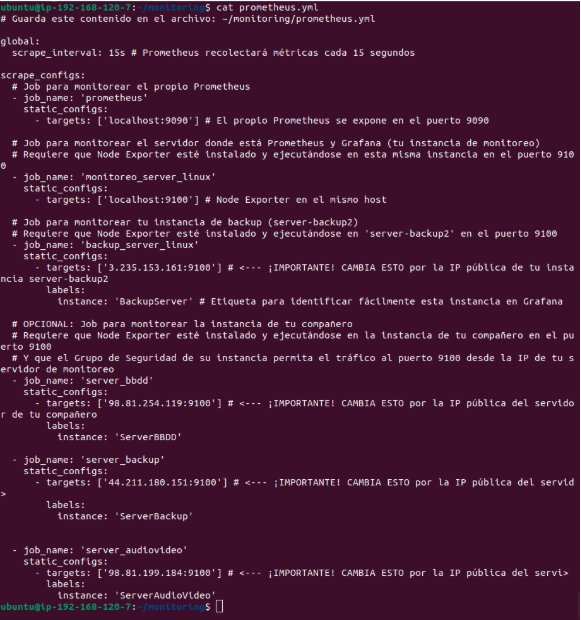 ubuntu@ip-192-168-128-7:~/monitoring$ cat prometheus.yml
# Guarda este contenido en el archivo: ~/monitoring/prometheus.yml

global:
  scrape_interval: 15s # Prometheus recolectará métricas cada 15 segundos

scrape_configs:
  # Job para monitorear el propio Prometheus
  - job_name: 'prometheus'
    static_configs:
      - targets: ['localhost:9090'] # El propio Prometheus se expone en el puerto 9090

  # Job para monitorear el servidor donde está Prometheus y Grafana (tu instancia de monitoreo)
  # Requiere que Node Exporter esté instalado y ejecutándose en esta misma instancia en el puerto 910
0
  - job_name: 'monitoreo_server_linux'
    static_configs:
      - targets: ['localhost:9100'] # Node Exporter en el mismo host

  # Job para monitorear tu instancia de backup (server-backup2)
  # Requiere que Node Exporter esté instalado y ejecutándose en 'server-backup2' en el puerto 9100
  - job_name: 'backup_server_linux'
    static_configs:
      - targets: ['3.235.153.161:9100'] # <--- ¡IMPORTANTE! CAMBIA ESTO por la IP pública de tu insta
ncia server-backup2
        labels:
          instance: 'BackupServer' # Etiqueta para identificar fácilmente esta instancia en Grafana

  # OPCIONAL: Job para monitorear la instancia de tu compañero
  # Requiere que Node Exporter esté instalado y ejecutándose en la instancia de tu compañero en el pu
erto 9100
  # Y que el Grupo de Seguridad de su instancia permita el tráfico al puerto 9100 desde la IP de tu s
ervidor de monitoreo
  - job_name: 'server_bbdd'
    static_configs:
      - targets: ['98.81.254.119:9100'] # <--- ¡IMPORTANTE! CAMBIA ESTO por la IP pública del servido
r de tu compañero
        labels:
          instance: 'ServerBBDD'

  - job_name: 'server_backup'
    static_configs:
      - targets: ['44.211.180.151:9100'] # <--- ¡IMPORTANTE! CAMBIA ESTO por la IP pública del servid
>
        labels:
          instance: 'ServerBackup'

  - job_name: 'server_audiovideo'
    static_configs:
      - targets: ['98.81.199.184:9100'] # <--- ¡IMPORTANTE! CAMBIA ESTO por la IP pública del servi>
        labels:
          instance: 'ServerAudioVideo'
ubuntu@ip-192-168-128-7:~/monitoring$